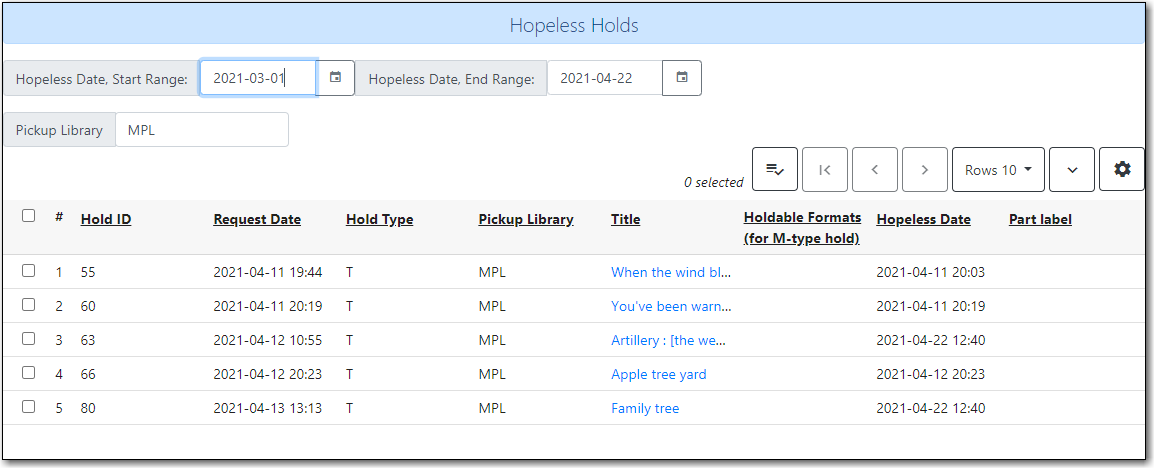 Hopeless Holds
Hopeless Date, Start Range: 2021-03-01 Hopeless Date, End Range: 2021-04-22
Pickup Library MPL
0 selected Rows 10
# Hold ID Request Date Hold Type Pickup Library Title Holdable Formats (for M-type hold) Hopeless Date Part label
1 55 2021-04-11 19:44 T MPL When the wind bl... 2021-04-11 20:03
2 60 2021-04-11 20:19 T MPL You've been warn... 2021-04-11 20:19
3 63 2021-04-12 10:55 T MPL Artillery : [the we... 2021-04-22 12:40
4 66 2021-04-12 20:23 T MPL Apple tree yard 2021-04-12 20:23
5 80 2021-04-13 13:13 T MPL Family tree 2021-04-22 12:40